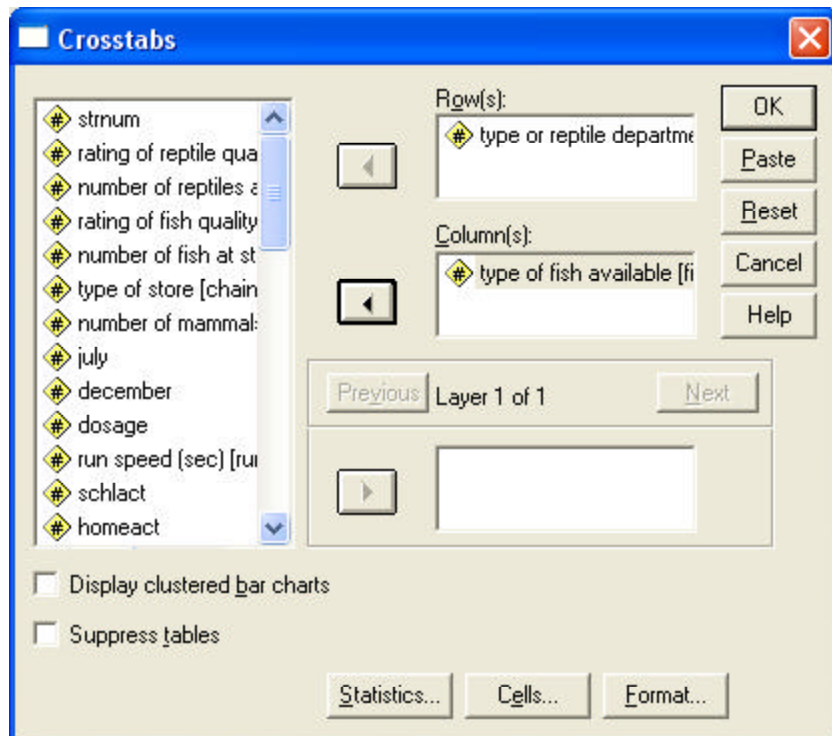 Crosstabs
strnum
rating of reptile qua
number of reptiles a
rating of fish quality
number of fish at st
type of store [chain
number of mammals
july
december
dosage
run speed (sec) [rui
schlact
homeact
Row(s):
type or reptile departme
Column(s):
type of fish available [fi
OK
Paste
Reset
Cancel
Help
Previous
Layer 1 of 1
Next
Display clustered bar charts
Suppress tables
Statistics...
Cells...
Format...